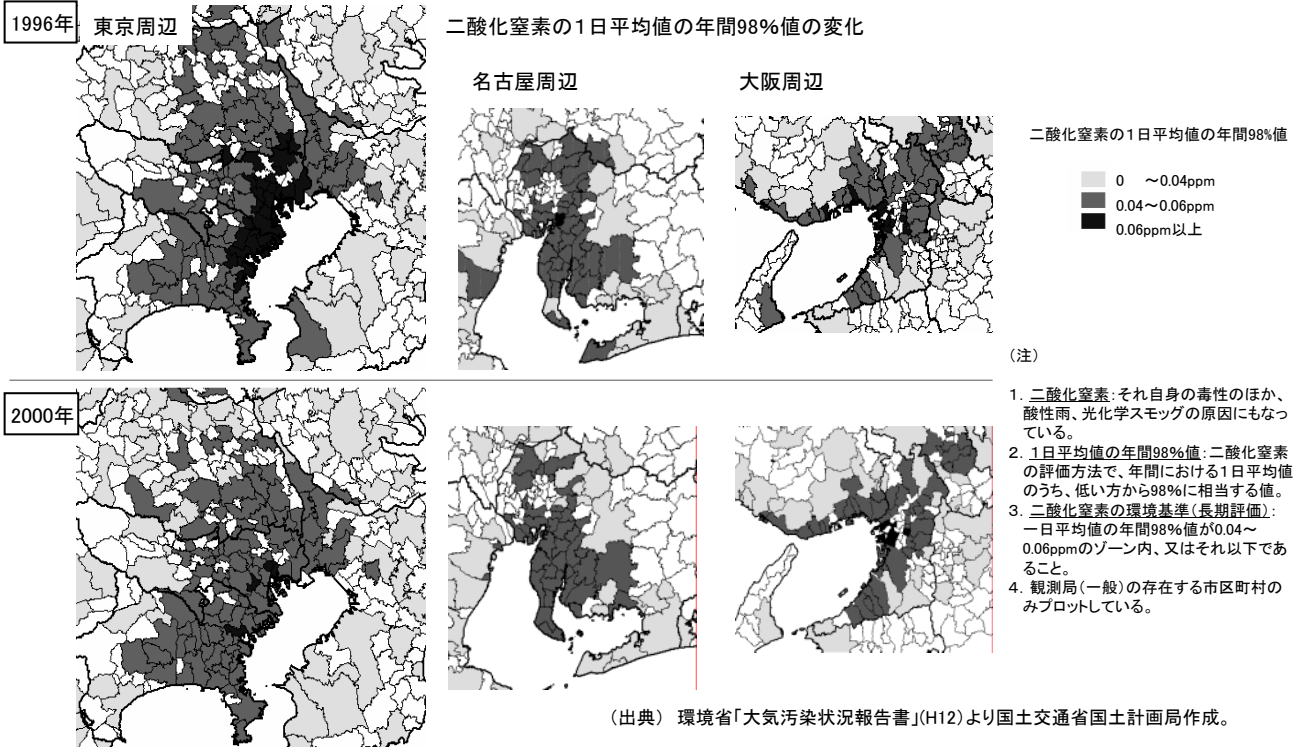 1996年
東京周辺
二酸化窒素の1日平均値の年間98%値の変化
名古屋周辺
大阪周辺
二酸化窒素の1日平均値の年間98%値
0 ~0.04ppm
0.04~0.06ppm
0.06ppm以上
2000年
(注)
1. 二酸化窒素:それ自身の毒性のほか、
酸性雨、光化学スモッグの原因にもなっ
ている。
2. 1日平均値の年間98%値:二酸化窒素
の評価方法で、年間における1日平均値
のうち、低い方から98%に相当する値。
3. 二酸化窒素の環境基準(長期評価):
一日平均値の年間98%値が0.04~
0.06ppmのゾーン内、又はそれ以下であ
ること。
4. 観測局(一般)の存在する市区町村の
みプロットしている。
(出典) 環境省「大気汚染状況報告書」(H12)より国土交通省国土計画局作成。